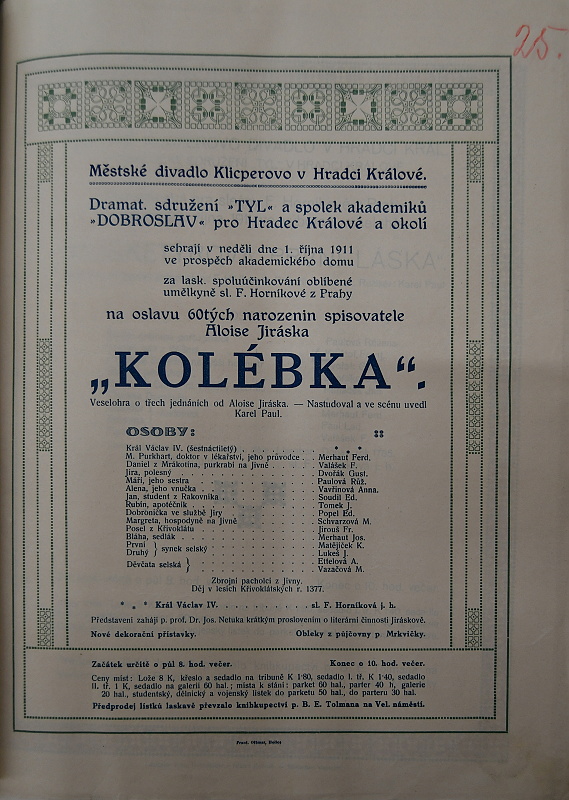 25.
Městské divadlo Klicperovo v Hradci Králové.
Dramat. sdružení »TYL« a spolek akademiků
»DOBROSLAV« pro Hradec Králové a okolí
sehrají v neděli dne 1. října 1911
ve prospěch akademického domu
za lask. spoluúčinkování oblíbené
umělkyně sl. F. Horníkové z Prahy
na oslavu 60tých narozenin spisovatele
Aloise Jiráska
„KOLÉBKA“.
Veselohra o třech jednáních od Aloise Jiráska. — Nastudoval a ve scénu uvedl
Karel Paul.
OSOBY:
Král Václav IV. (šestnáctiletý) . . . * * *
M. Purkhart, doktor v lékařství, jeho průvodce . . Merhaut Ferd.
Daniel z Mrákotína, purkrabí na Jivné . . . Valášek F.
Jíra, polesný . . . Dvořák Gust.
Máří, jeho sestra . . . Paulová Růž.
Alena, jeho vnučka . . . Vavřínová Anna.
Jan, student z Rakovníka . . . Soudil Ed.
Rubín, apotéčník . . . Tomek J.
Dobronička ve službě Jíry . . . Popel Ed.
Margreta, hospodyně na Jivně . . . Schvarzová M.
Posel z Křivoklátu . . . Jirouš Fr.
Bláha, sedlák . . . Merhaut Jos.
První } synek selský . . . Matějíček K.
Druhý } . . . Lukeš J.
Děvčata selská } . . . Ettelová A.
Vazačová M.
Zbrojní pacholci z Jivny.
Děj v lesích Křivoklátských r. 1377.
* * * Král Václav IV. . . . sl. F. Horníková j. h.
Představení zahájí p. prof. Dr. Jos. Netuka krátkým proslovením o literární činnosti Jiráskově.
Nové dekorační přístavky. Obleky z půjčovny p. Mrkvičky.
Začátek určitě o půl 8. hod. večer. Konec o 10. hod. večer.
Ceny míst: Lože 8 K, křeslo a sedadlo na tribuně K 1·80, sedadlo I. tř. K 1·40, sedadlo
II. tř. 1 K, sedadlo na galerii 60 hal.; místa k stání: parket 60 hal., parter 40 h, galerie
20 hal., studentský, dělnický a vojenský lístek do parketu 50 hal., do parteru 30 hal.
Předprodej lístků laskavě převzalo knihkupectví p. B. E. Tolmana na Vel. náměstí.